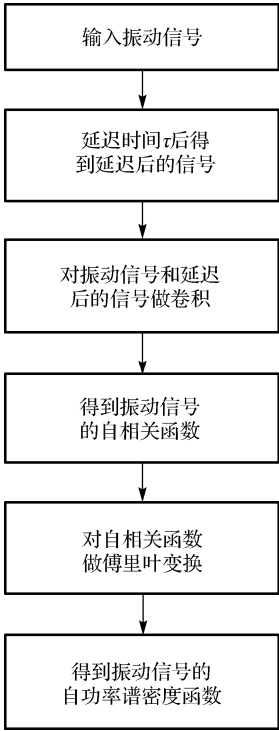 输入振动信号
延迟时间τ后得
到延迟后的信号
对振动信号和延迟
后的信号做卷积
得到振动信号
的自相关函数
对自相关函数
做傅里叶变换
得到振动信号的
自功率谱密度函数